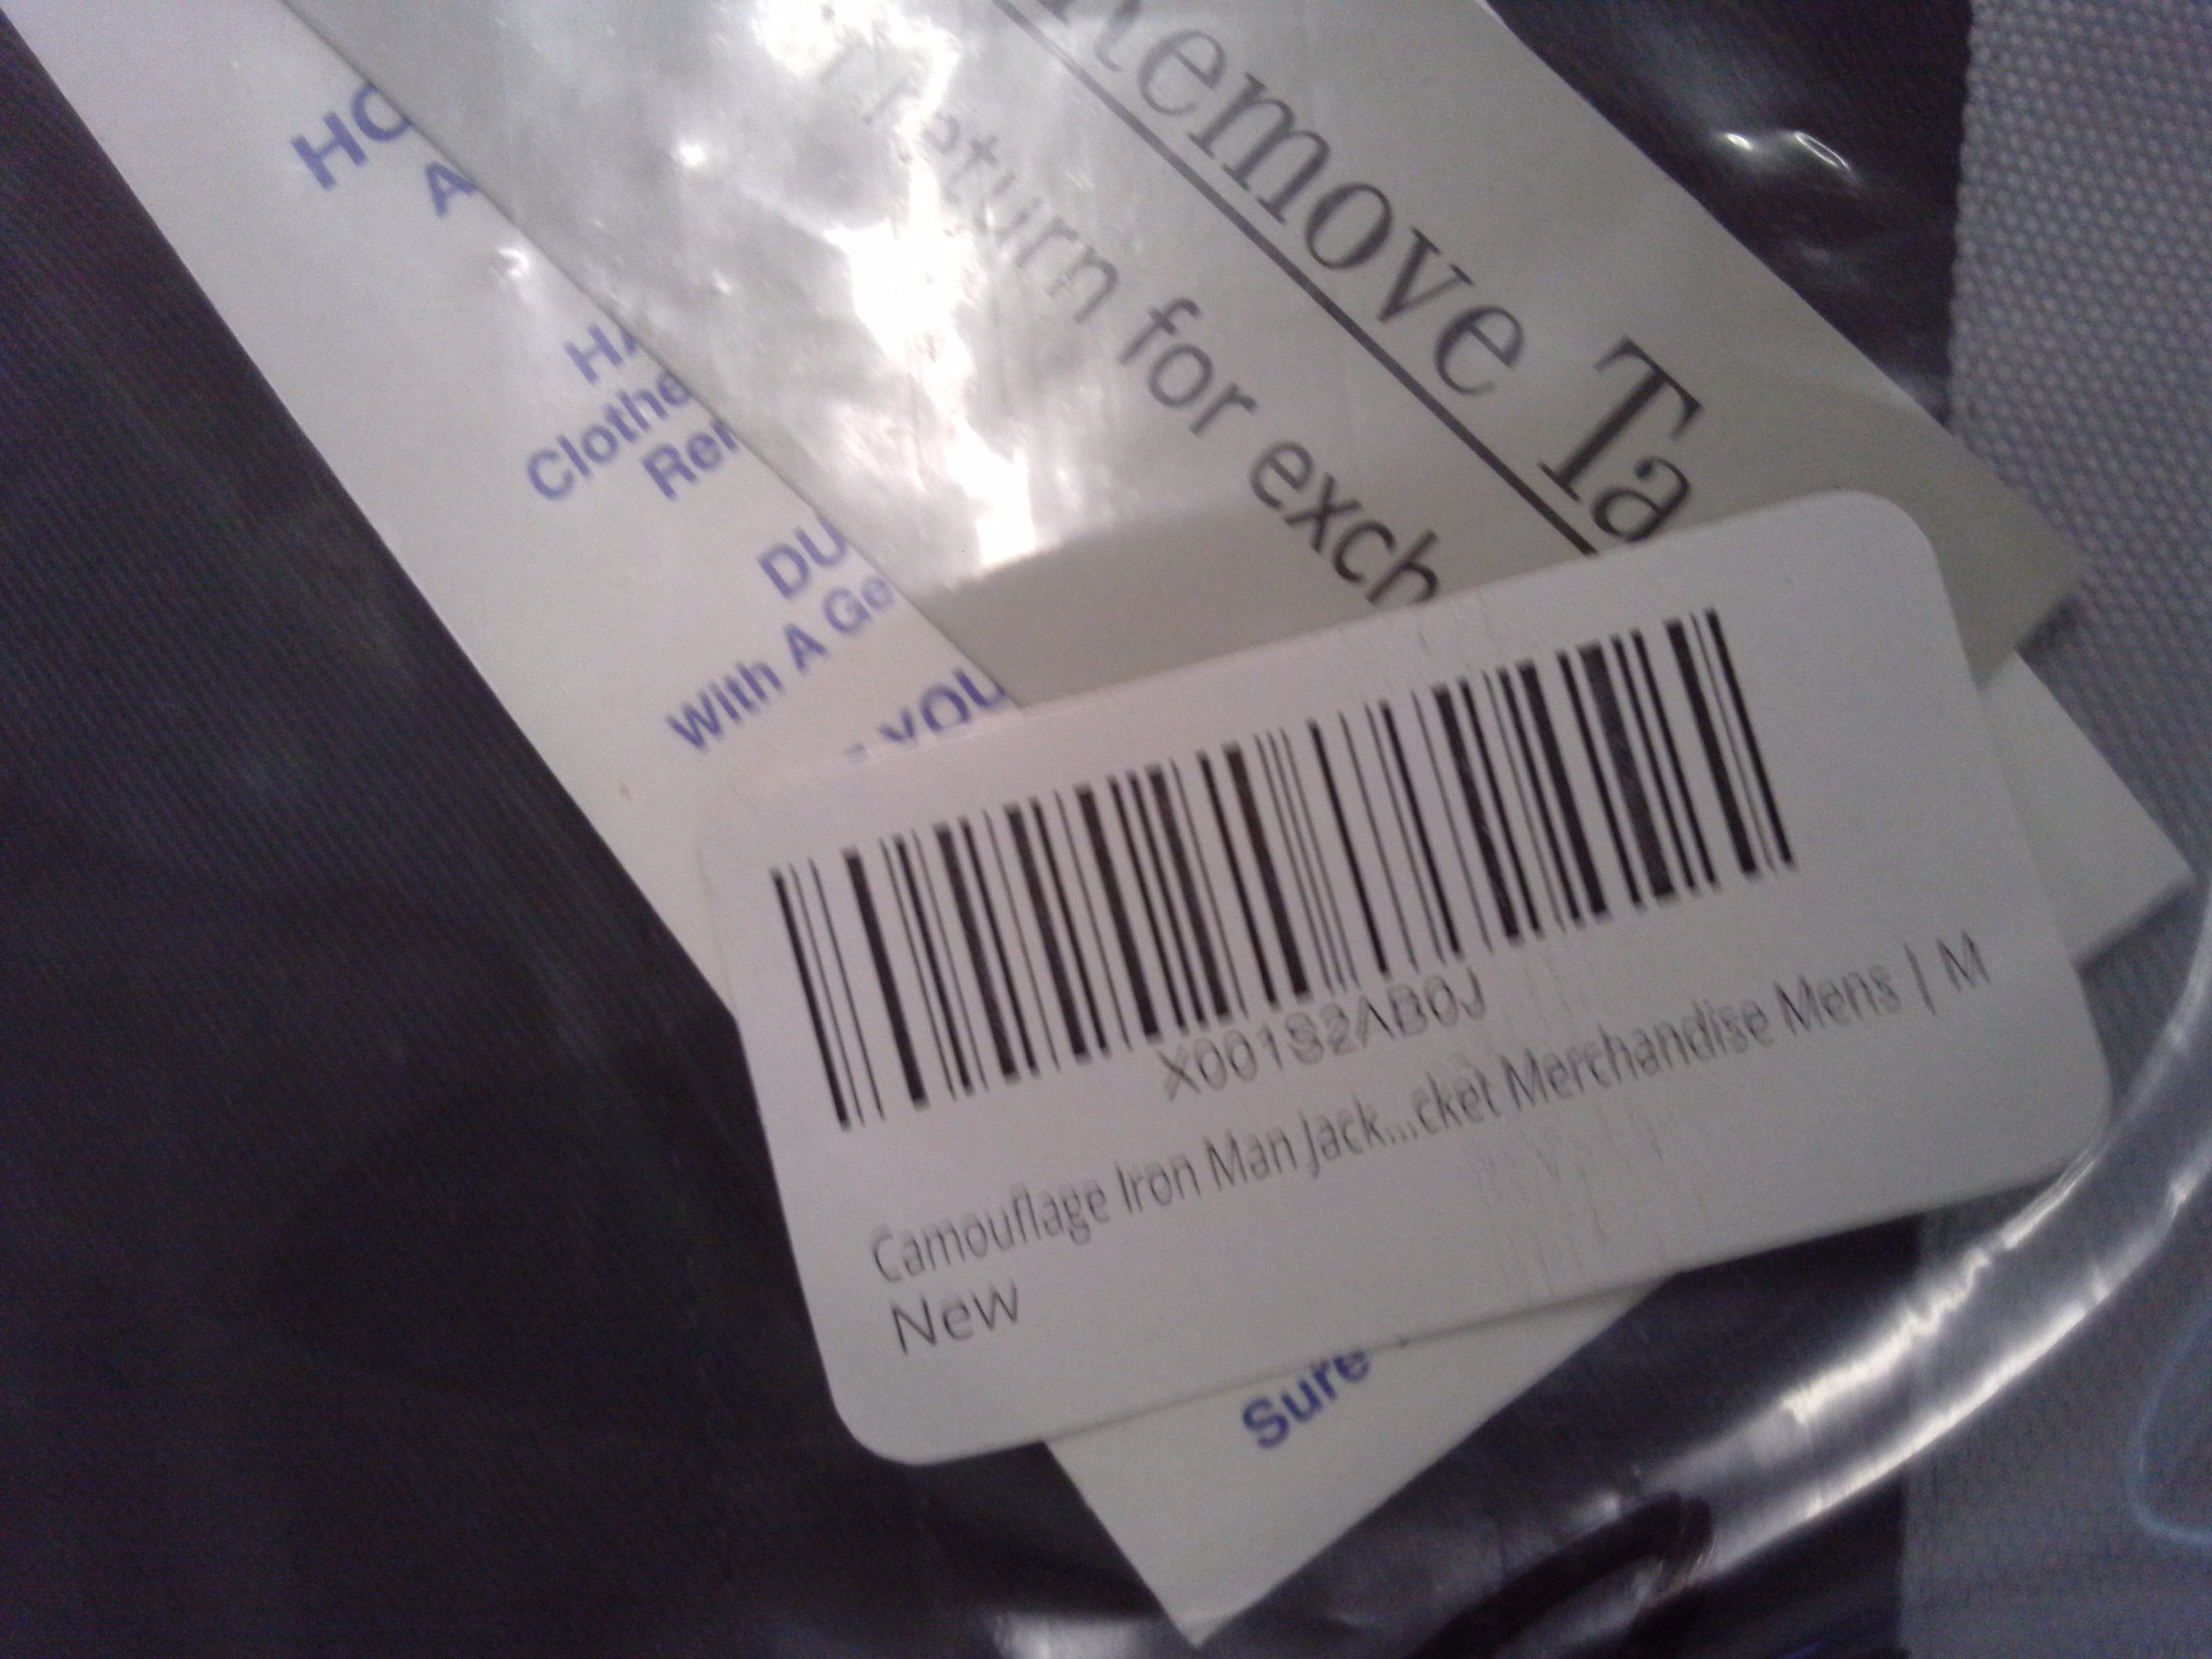 Remove Ta
return for exch
HO
A
HA
Clothe
Rem
DU
With A Ge
YOU
X001S2AB0J
Camouflage Iron Man Jack...cket Merchandise Mens | M
New
Sure